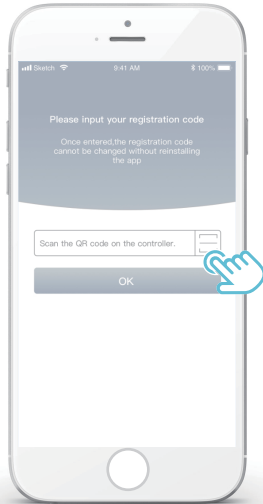 Sketch 9:41 AM 100%
Please input your registration code
Once entered,the registration code
cannot be changed without reinstalling
the app
Scan the QR code on the controller.
OK